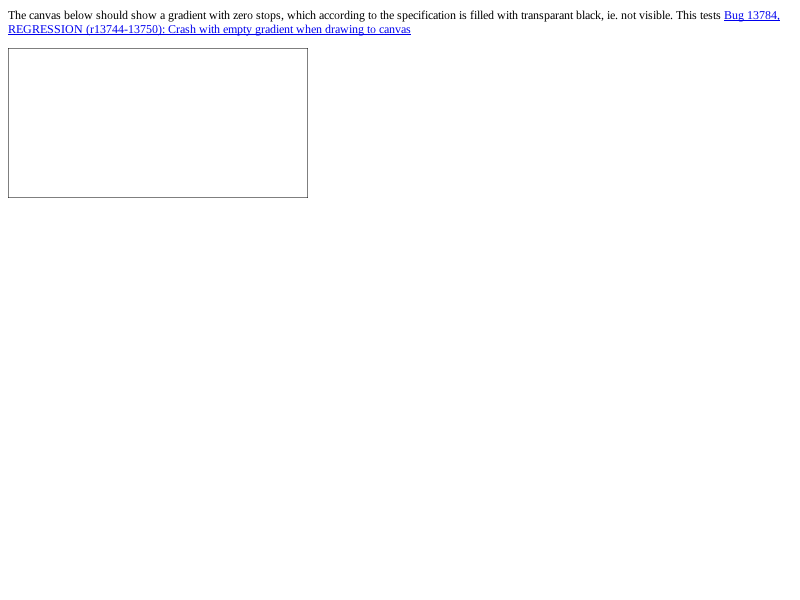 The canvas below should show a gradient with zero stops, which according to the specification is filled with transparant black, ie. not visible. This tests Bug 13784,
REGRESSION (r13744-13750): Crash with empty gradient when drawing to canvas